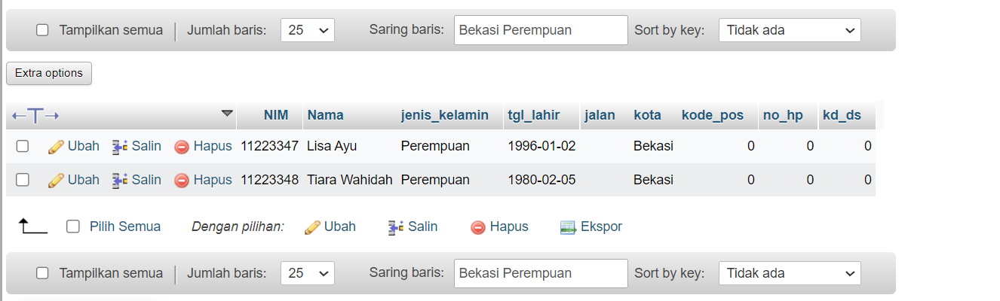 Tampilkan semua Jumlah baris: 25 Saring baris: Bekasi Perempuan Sort by key: Tidak ada
Extra options
NIM Nama jenis_kelamin tgl_lahir jalan kota kode_pos no_hp kd_ds
Ubah Salin Hapus 11223347 Lisa Ayu Perempuan 1996-01-02 Bekasi 0 0 0
Ubah Salin Hapus 11223348 Tiara Wahidah Perempuan 1980-02-05 Bekasi 0 0 0
Pilih Semua Dengan pilihan: Ubah Salin Hapus Ekspor
Tampilkan semua Jumlah baris: 25 Saring baris: Bekasi Perempuan Sort by key: Tidak ada